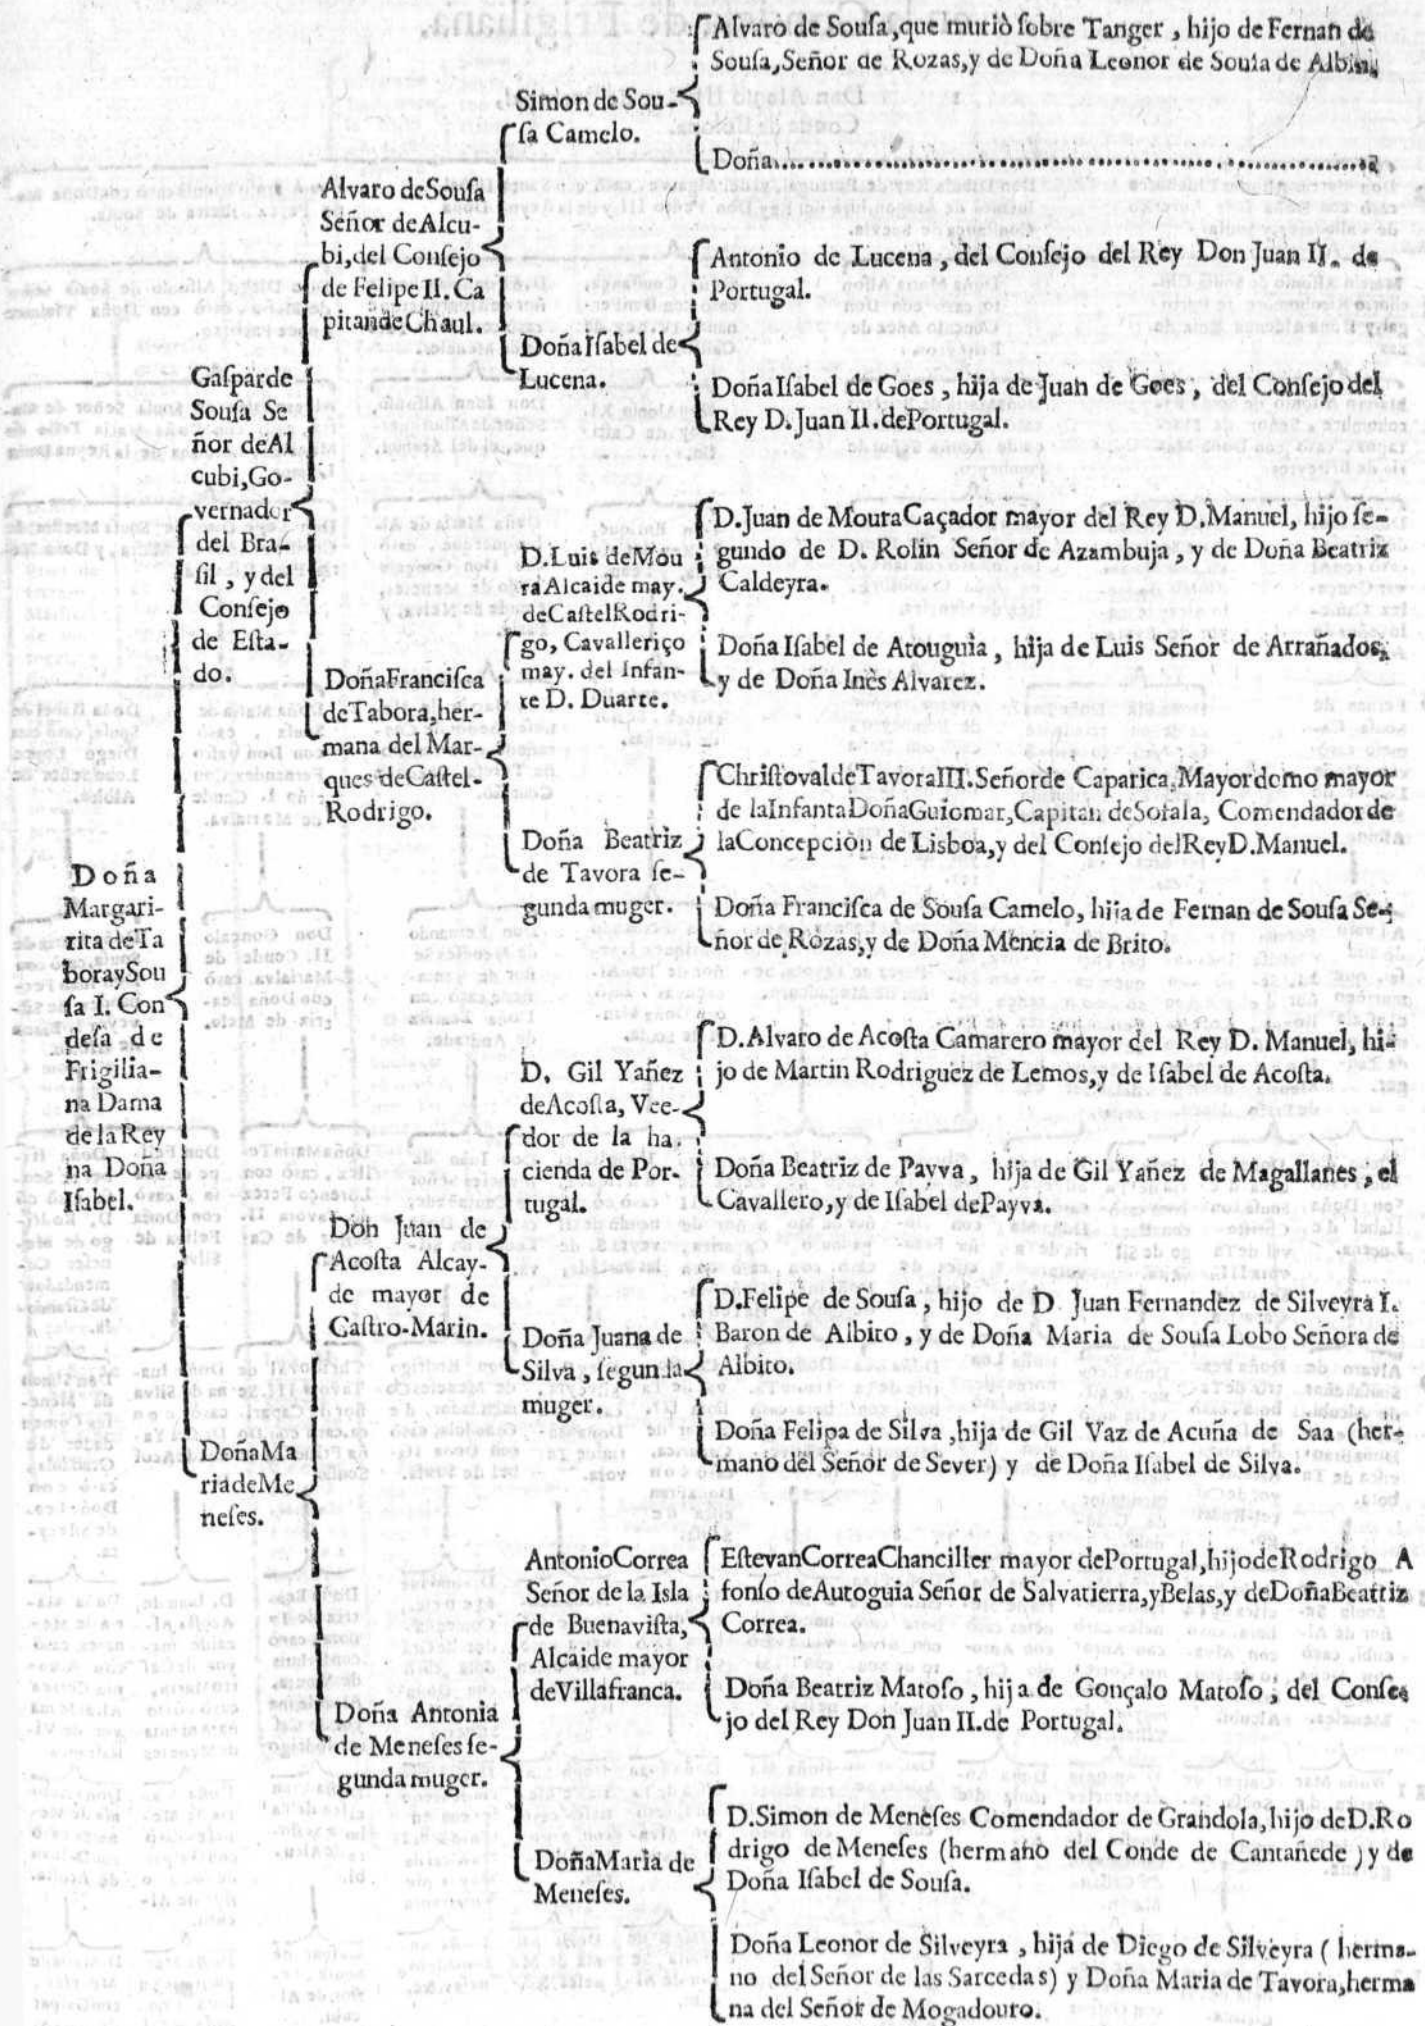 Doña
Margari-
rita de Ta
bora y Sou
ſa I. Con
deſa de
Frigilia-
na Dama
de la Rey
na Doña
Iſabel.
Gaſpar de
Souſa Se
ñor de Al
cubi, Go-
vernador
del Bra-
ſil, y del
Conſejo
de Eſta-
do.
Alvaro de Souſa
Señor de Alcu-
bi, del Conſejo
de Felipe II. Ca
pitan de Chaul.
Simon de Sou-
ſa Camelo.
Alvaro de Souſa, que muriò ſobre Tanger, hijo de Fernan de
Souſa, Señor de Rozas, y de Doña Leonor de Souſa de
Doña
Doña Iſabel de
Lucena.
Antonio de Lucena, del Conſejo del Rey Don Juan II. de
Portugal.
Doña Iſabel de Goes, hija de Juan de Goes, del Conſejo del
Rey D. Juan II. de Portugal.
Doña Franciſca
de Tabora, her-
mana del Mar-
ques de Caſtel-
Rodrigo.
D. Luis de Mou
ra Alcaide may.
de Caſtel Rodri-
go, Cavalleriço
may. del Infan-
te D. Duarte.
D. Juan de Moura Caçador mayor del Rey D. Manuel, hijo ſe-
gundo de D. Rolin Señor de Azambuja, y de Doña Beatriz
Caldeyra.
Doña Iſabel de Atouguia, hija de Luis Señor de Arrañados,
y de Doña Inès Alvarez.
Doña Beatriz
de Tavora ſe-
gunda muger.
Chriſtoval de Tavora III. Señor de Caparica, Mayordomo mayor
de la Infanta Doña Guiomar, Capitan de Sofala, Comendador de
la Concepciòn de Lisboa, y del Conſejo del Rey D. Manuel.
Doña Franciſca de Souſa Camelo, hija de Fernan de Souſa Se-
ñor de Rozas, y de Doña Mencia de Brito.
Doña Ma
ria de Me
neſes.
Don Juan de
Acoſta Alcay-
de mayor de
Caſtro-Marin.
D. Gil Yañez
de Acoſta, Vee-
dor de la ha-
cienda de Por-
tugal.
D. Alvaro de Acoſta Camarero mayor del Rey D. Manuel, hi-
jo de Martin Rodriguez de Lemos, y de Iſabel de Acoſta.
Doña Beatriz de Payva, hija de Gil Yañez de Magallanes, el
Cavallero, y de Iſabel de Payva.
Doña Juana de
Silva, ſegunda
muger.
D. Felipe de Souſa, hijo de D Juan Fernandez de Silveyra I.
Baron de Albito, y de Doña Maria de Souſa Lobo Señora de
Albito.
Doña Felipa de Silva, hija de Gil Vaz de Acuña de Saa (her-
mano del Señor de Sever) y de Doña Iſabel de Silva.
Doña Antonia
de Meneſes ſe-
gunda muger.
Antonio Correa
Señor de la Isla
de Buenaviſta,
Alcaide mayor
de Villafranca.
Eſtevan Correa Chanciller mayor de Portugal, hijo de Rodrigo A
fonſo de Autoguia Señor de Salvatierra, y Belas, y de Doña Beatriz
Correa.
Doña Beatriz Matoſo, hija de Gonçalo Matoſo, del Conſe-
jo del Rey Don Juan II. de Portugal.
Doña Maria de
Meneſes.
D. Simon de Meneſes Comendador de Grandola, hijo de D. Ro
drigo de Meneſes (hermano del Conde de Cantañede) y de
Doña Iſabel de Souſa.
Doña Leonor de Silveyra, hija de Diego de Silveyra (herma-
no del Señor de las Sarcedas) y Doña Maria de Tavora, herma
na del Señor de Mogadouro.